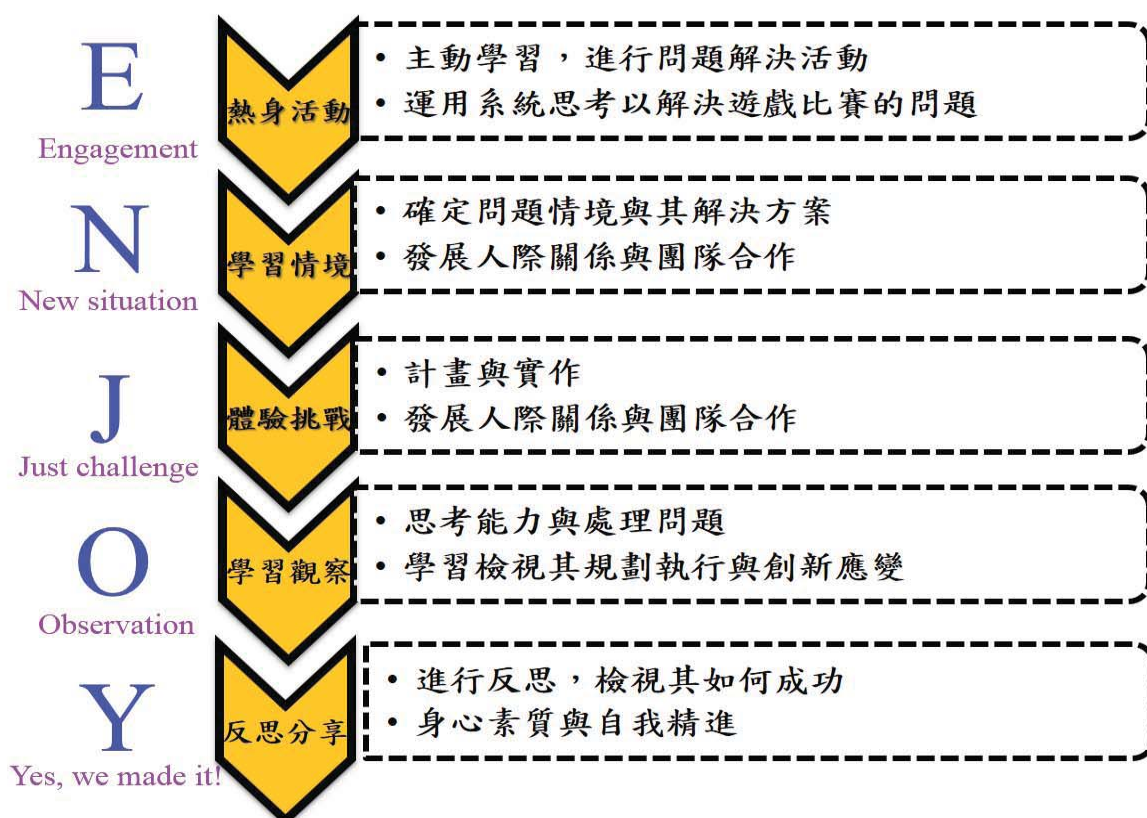 E
Engagement
熱身活動
• 主動學習，進行問題解決活動
• 運用系統思考以解決遊戲比賽的問題
N
New situation
學習情境
• 確定問題情境與其解決方案
• 發展人際關係與團隊合作
J
Just challenge
體驗挑戰
• 計畫與實作
• 發展人際關係與團隊合作
O
Observation
學習觀察
• 思考能力與處理問題
• 學習檢視其規劃執行與創新應變
Y
Yes, we made it!
反思分享
• 進行反思，檢視其如何成功
• 身心素質與自我精進